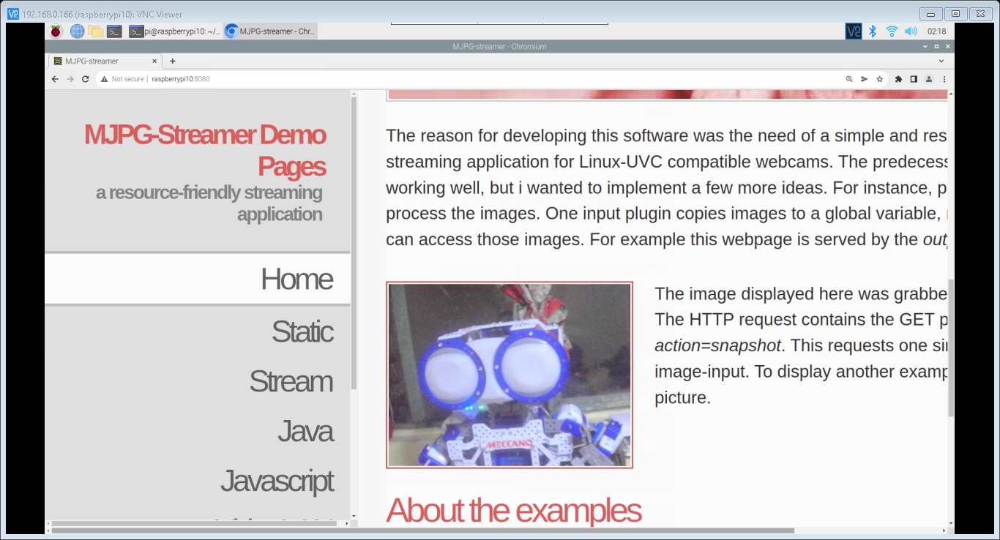 192.168.0.166 (raspberrypi10): VNC Viewer
pi@raspberrypi10: ~/...
MJPG-streamer - Chr...
02:18
MJPG-streamer - Chromium
MJPG-streamer
Not secure | raspberrypi10:8080
MJPG-Streamer Demo
Pages
a resource-friendly streaming
application
Home
Static
Stream
Java
Javascript
The reason for developing this software was the need of a simple and res
streaming application for Linux-UVC compatible webcams. The predecess
working well, but i wanted to implement a few more ideas. For instance, p
process the images. One input plugin copies images to a global variable,
can access those images. For example this webpage is served by the out
The image displayed here was grabbe
The HTTP request contains the GET p
action=snapshot. This requests one si
image-input. To display another examp
picture.
MECCANO
About the examples